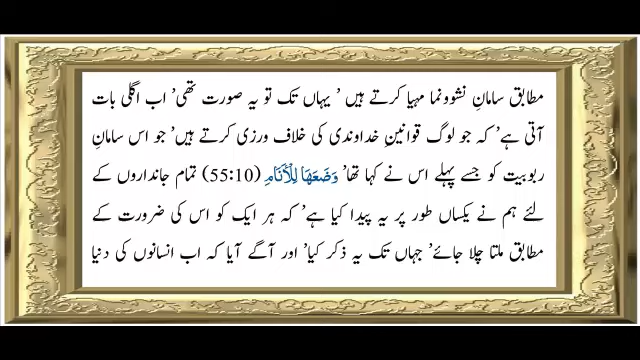 مطابق سامانِ نشوونما مہیا کرتے ہیں ’ یہاں تک تو یہ صورت تھی’ اب اگلی بات
آتی ہے’ کہ جو لوگ قوانینِ خداوندی کی خلاف ورزی کرتے ہیں’ جو اس سامانِ
ربوبیت کو جسے پہلے اس نے کہا تھا’ وَضَعَهَا لِلْأَنَامِ (55:10) تمام جانداروں کے
لئے ہم نے یکساں طور پر یہ پیدا کیا ہے’ کہ ہر ایک کو اس کی ضرورت کے
مطابق ملتا چلا جائے’ جہاں تک یہ ذکر کیا’ اور آگے آیا کہ اب انسانوں کی دنیا